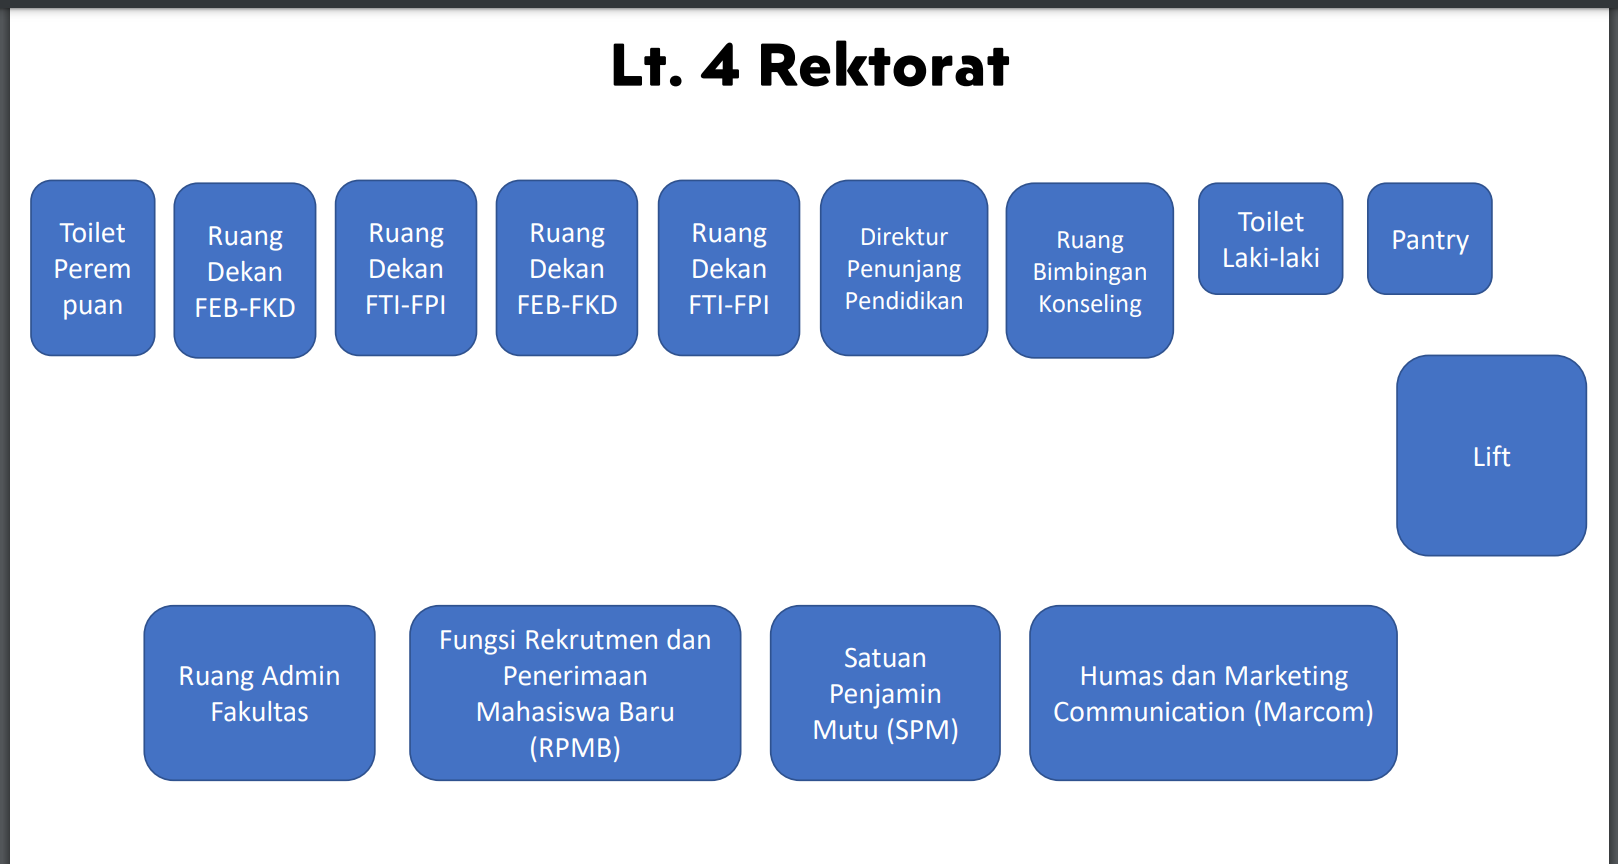 Lt. 4 Rektorat
Toilet
Perem
puan
Ruang
Dekan
FEB-FKD
Ruang
Dekan
FTI-FPI
Ruang
Dekan
FEB-FKD
Ruang
Dekan
FTI-FPI
Direktur
Penunjang
Pendidikan
Ruang
Bimbingan
Konseling
Toilet
Laki-laki
Pantry
Lift
Ruang Admin
Fakultas
Fungsi Rekrutmen dan
Penerimaan
Mahasiswa Baru
(RPMB)
Satuan
Penjamin
Mutu (SPM)
Humas dan Marketing
Communication (Marcom)